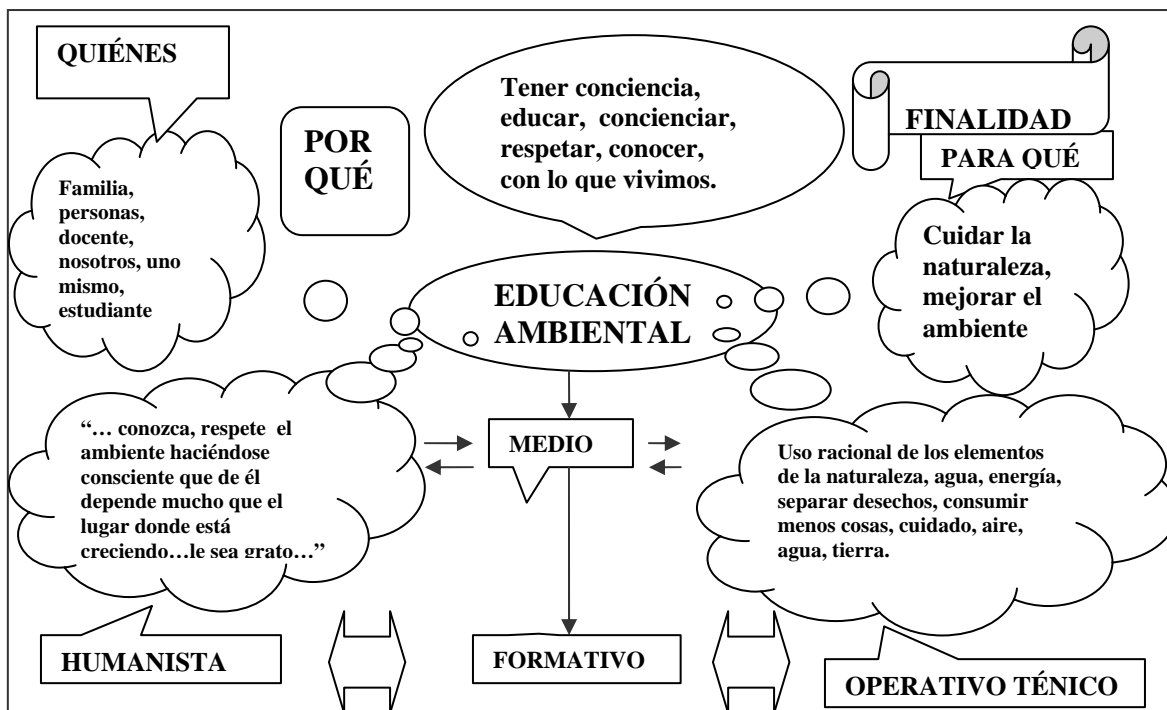 QUIÉNES
Familia,
personas,
docente,
nosotros, uno
mismo,
estudiante
POR
QUÉ
Tener conciencia,
educar, concienciar,
respetar, conocer,
con lo que vivimos.
FINALIDAD
PARA QUÉ
Cuidar la
naturaleza,
mejorar el
ambiente
EDUCACIÓN
AMBIENTAL
“… conozca, respete el
ambiente haciéndose
consciente que de él
depende mucho que el
lugar donde está
creciendo…le sea grato…”
MEDIO
Uso racional de los elementos
de la naturaleza, agua, energía,
separar desechos, consumir
menos cosas, cuidado, aire,
agua, tierra.
HUMANISTA
FORMATIVO
OPERATIVO TÉNICO